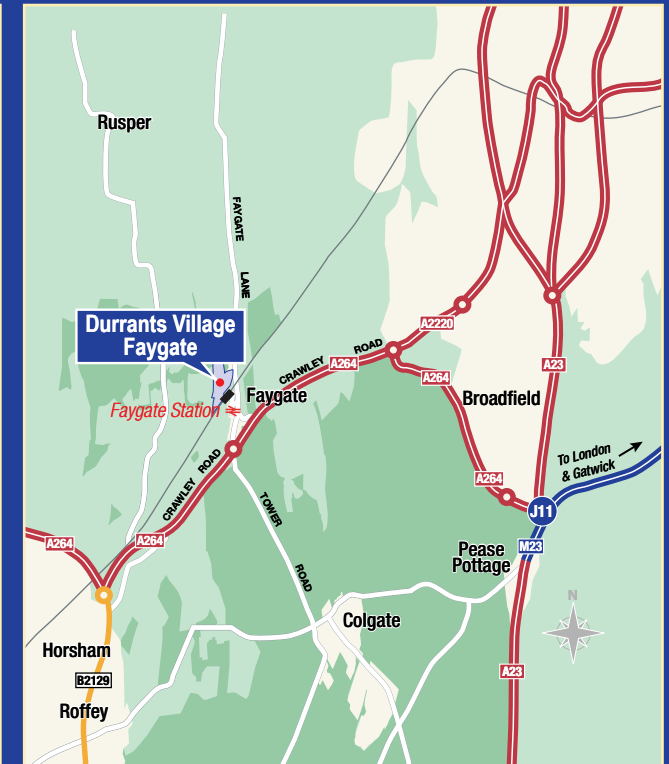 Rusper
FAYGATE
LANE
Durrants Village
Faygate
A2220
CRAWLEY ROAD
A264
A264
A23
Faygate
Faygate Station
Broadfield
CRAWLEY ROAD
To London
& Gatwick
A264
TOWER
ROAD
J11
A264
A264
M23
Pease
Pottage
N
Colgate
Horsham
B2129
A23
Roffey